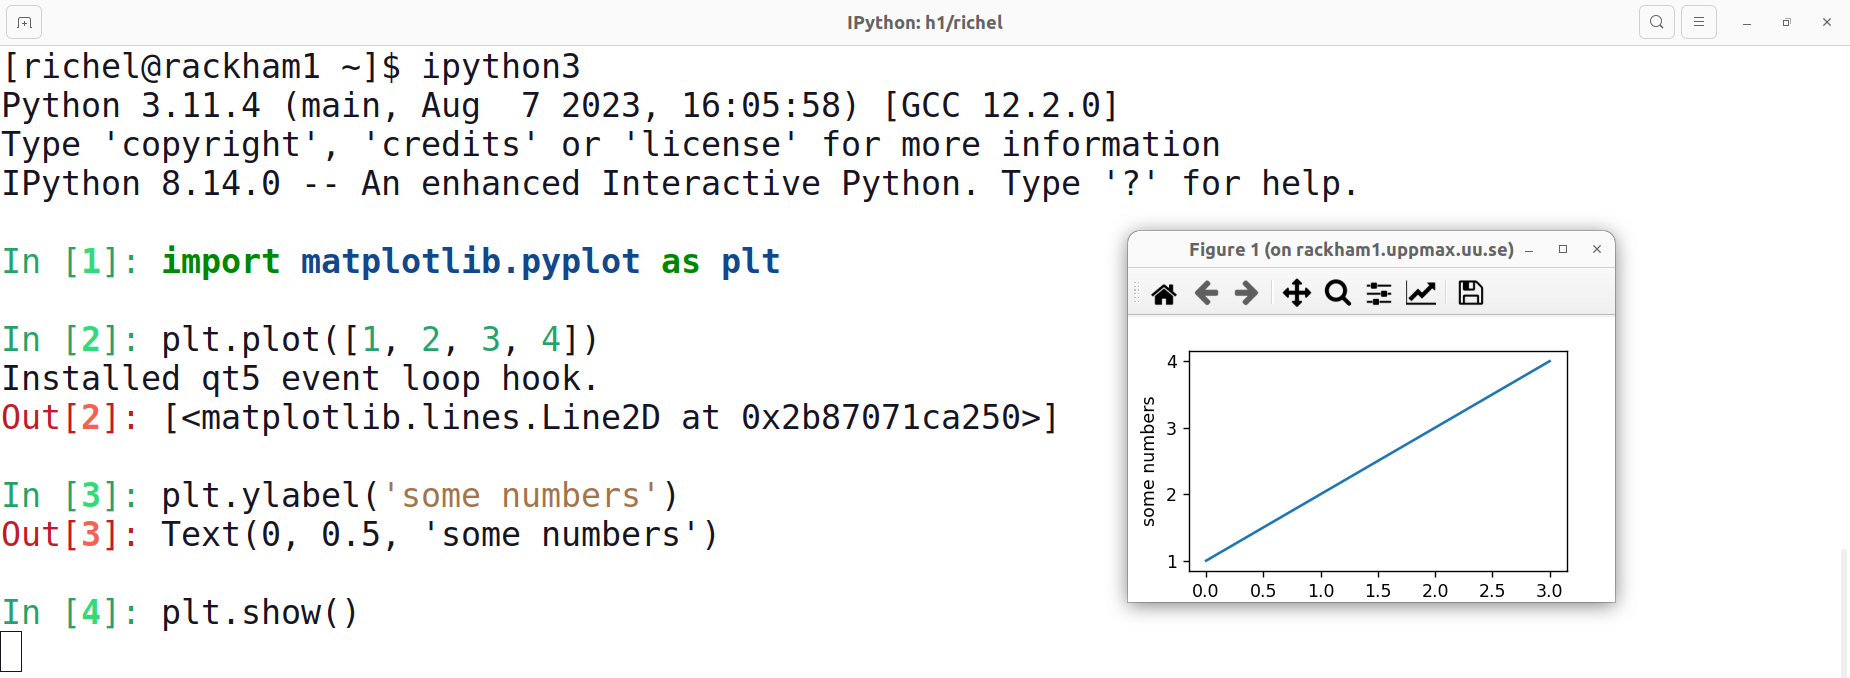 IPython: h1/richel
[richel@rackham1 ~]$ ipython3
Python 3.11.4 (main, Aug  7 2023, 16:05:58) [GCC 12.2.0]
Type 'copyright', 'credits' or 'license' for more information
IPython 8.14.0 -- An enhanced Interactive Python. Type '?' for help.
In [1]: import matplotlib.pyplot as plt
In [2]: plt.plot([1, 2, 3, 4])
Installed qt5 event loop hook.
Out[2]: [<matplotlib.lines.Line2D at 0x2b87071ca250>]
In [3]: plt.ylabel('some numbers')
Out[3]: Text(0, 0.5, 'some numbers')
In [4]: plt.show()
Figure 1 (on rackham1.uppmax.uu.se)
some numbers
4
3
2
1
0.0 0.5 1.0 1.5 2.0 2.5 3.0